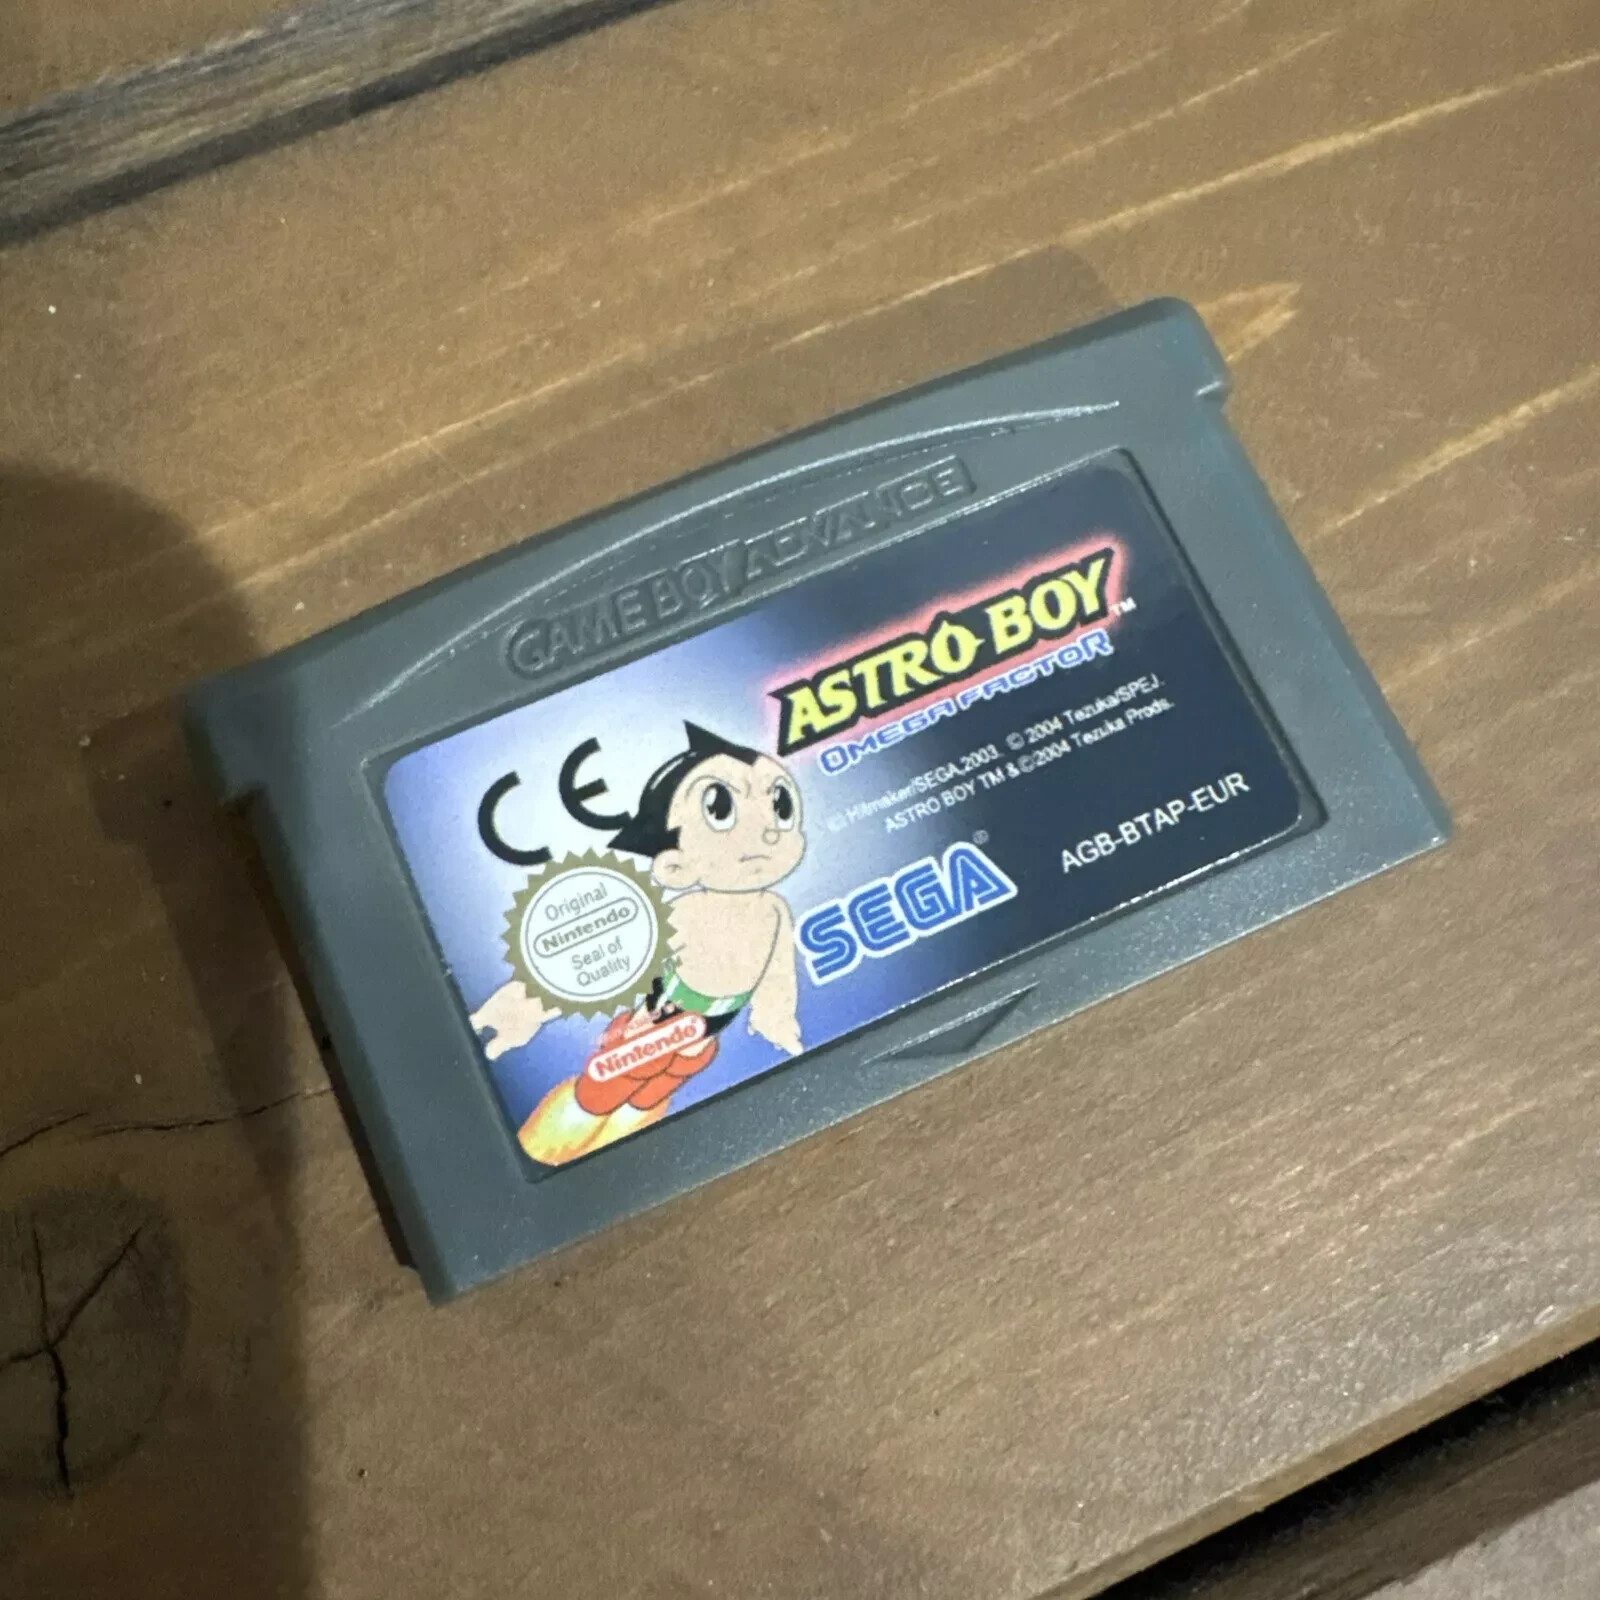 GAME BOY ADVANCE
ASTRO BOY™
OMEGA FACTOR
© Hitmaker/SEGA,2003. © 2004 Tezuka/SPEJ.
ASTRO BOY TM & ©2004 Tezuka Prods.
CE
SEGA®
AGB-BTAP-EUR
Original
Nintendo
Seal of
Quality
Nintendo®